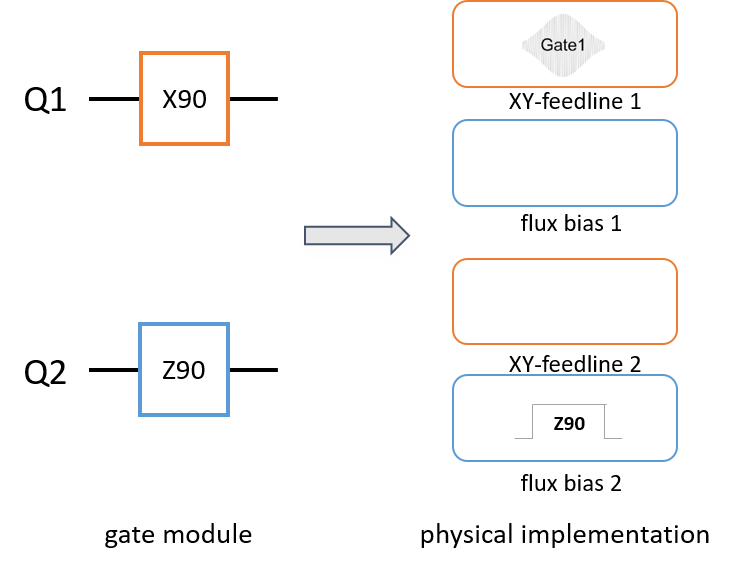 Q1
X90
Gate1
XY-feedline 1
flux bias 1
Q2
Z90
XY-feedline 2
Z90
flux bias 2
gate module
physical implementation